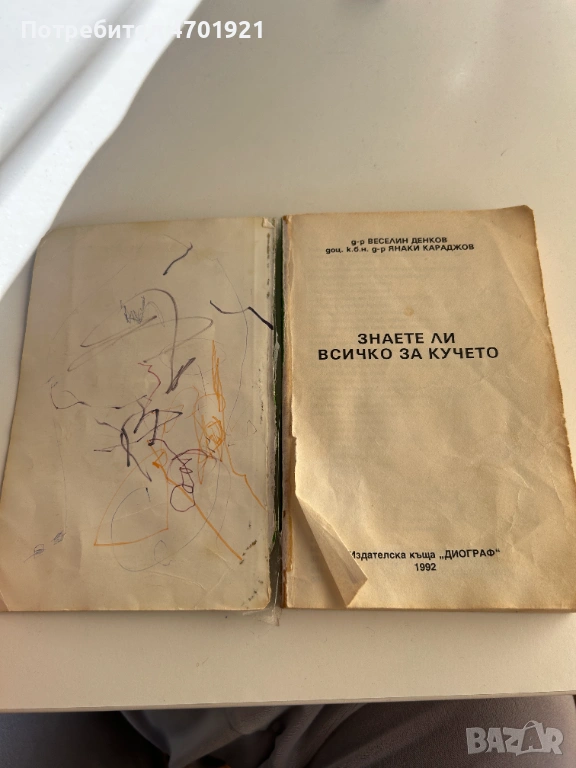 Потребител 4701921
д-р ВЕСЕЛИН ДЕНКОВ
доц. к.б.н. д-р ЯНАКИ КАРАДЖОВ
ЗНАЕТЕ ЛИ
ВСИЧКО ЗА КУЧЕТО
Издателска къща „ДИОГРАФ“
1992
BAZAR